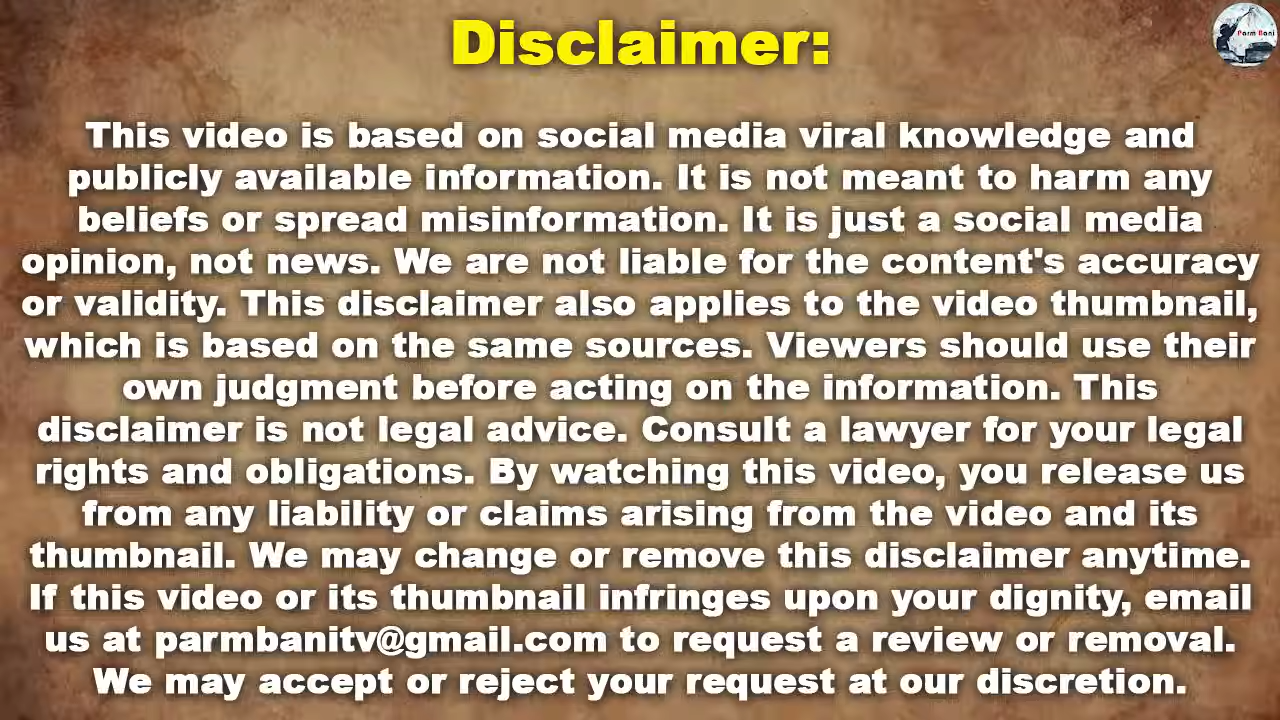 Disclaimer:
Parm Bani
This video is based on social media viral knowledge and
publicly available information. It is not meant to harm any
beliefs or spread misinformation. It is just a social media
opinion, not news. We are not liable for the content's accuracy
or validity. This disclaimer also applies to the video thumbnail,
which is based on the same sources. Viewers should use their
own judgment before acting on the information. This
disclaimer is not legal advice. Consult a lawyer for your legal
rights and obligations. By watching this video, you release us
from any liability or claims arising from the video and its
thumbnail. We may change or remove this disclaimer anytime.
If this video or its thumbnail infringes upon your dignity, email
us at parmbanitv@gmail.com to request a review or removal.
We may accept or reject your request at our discretion.